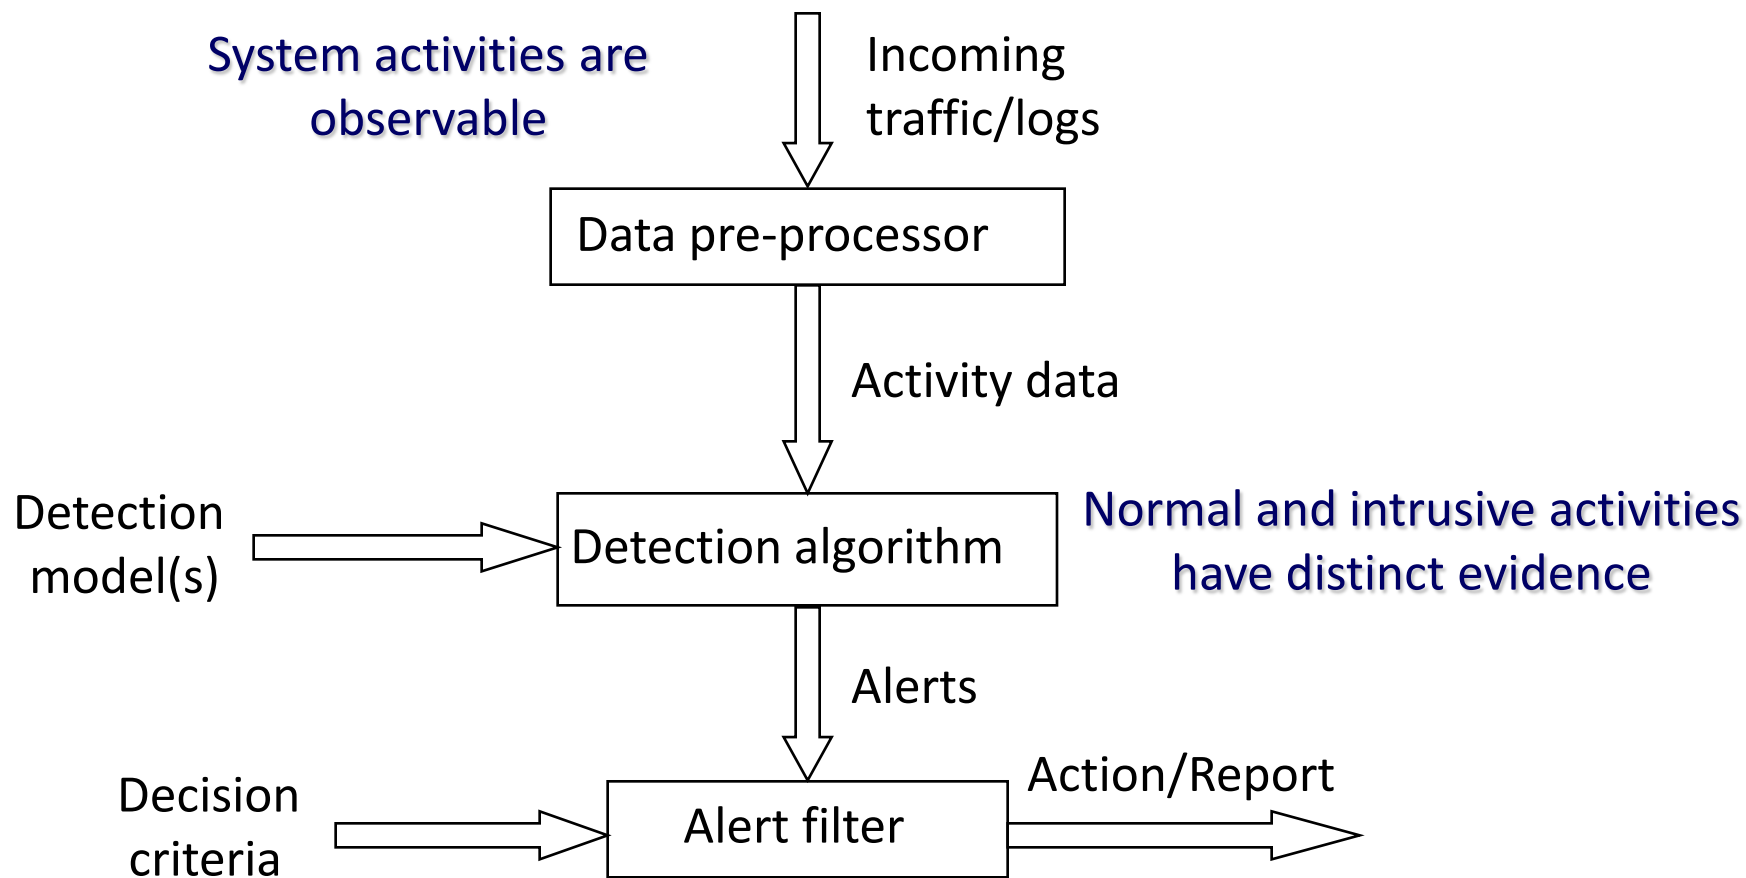 System activities are
observable
Incoming
traffic/logs
Data pre-processor
Activity data
Detection
model(s)
Detection algorithm
Normal and intrusive activities
have distinct evidence
Alerts
Decision
criteria
Alert filter
Action/Report